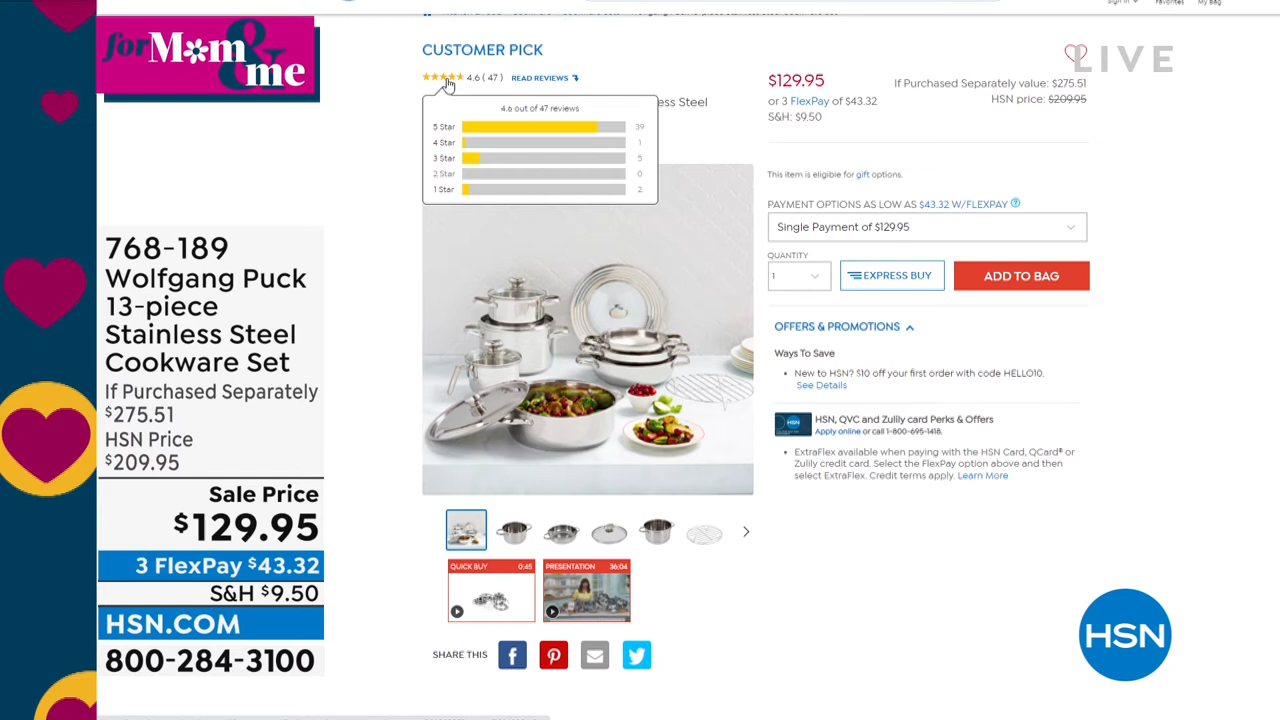 for Mom
& me
768-189
Wolfgang Puck
13-piece
Stainless Steel
Cookware Set
If Purchased Separately
$275.51
HSN Price
$209.95
Sale Price
$129.95
3 FlexPay $43.32
S&H $9.50
HSN.COM
800-284-3100
Sign In
Favorites
My Bag
CUSTOMER PICK
4.6 ( 47 ) READ REVIEWS
Steel
4.6 out of 47 reviews
5 Star 39
4 Star 1
3 Star 5
2 Star 0
1 Star 2
QUICK BUY 0:45
PRESENTATION 36:04
SHARE THIS
LIVE
$129.95
or 3 FlexPay of $43.32
S&H: $9.50
If Purchased Separately value: $275.51
HSN price: $209.95
This item is eligible for gift options.
PAYMENT OPTIONS AS LOW AS $43.32 W/FLEXPAY ?
Single Payment of $129.95
QUANTITY
1
EXPRESS BUY
ADD TO BAG
OFFERS & PROMOTIONS
Ways To Save
New to HSN? $10 off your first order with code HELLO10.
See Details
HSN
HSN, QVC and Zulily card Perks & Offers
Apply online or call 1-800-695-1418.
ExtraFlex available when paying with the HSN Card, QCard® or
Zulily credit card. Select the FlexPay option above and then
select ExtraFlex. Credit terms apply. Learn More
HSN